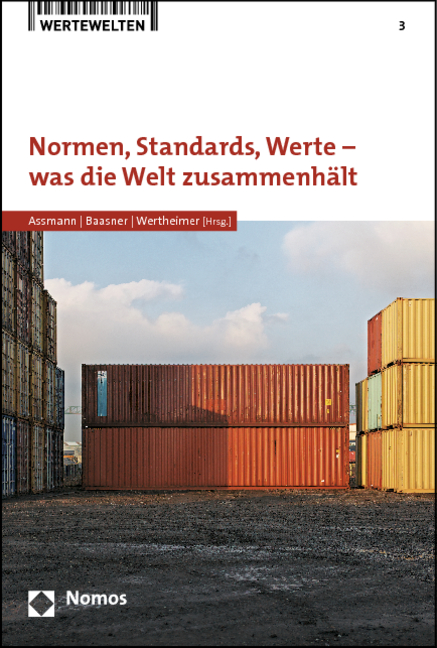 WERTEWELTEN
3
Normen, Standards, Werte –
was die Welt zusammenhält
Assmann | Baasner | Wertheimer [Hrsg.]
Nomos